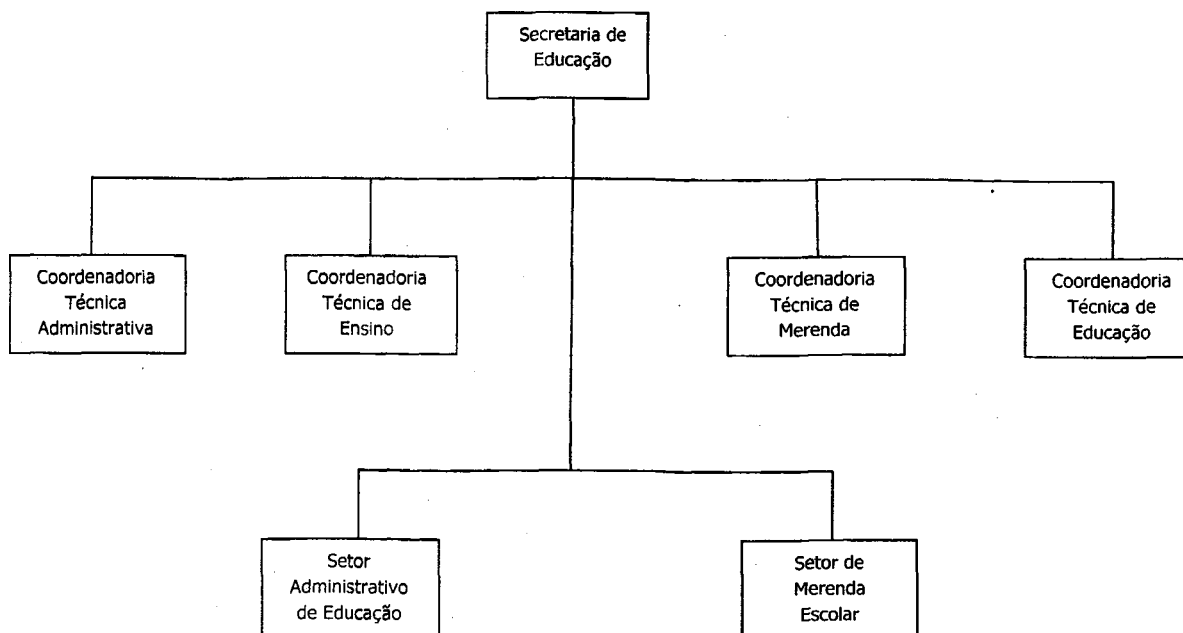 Secretaria de
Educação
Coordenadoria
Técnica
Administrativa
Coordenadoria
Técnica de
Ensino
Coordenadoria
Técnica de
Merenda
Coordenadoria
Técnica de
Educação
Setor
Administrativo
de Educação
Setor de
Merenda
Escolar